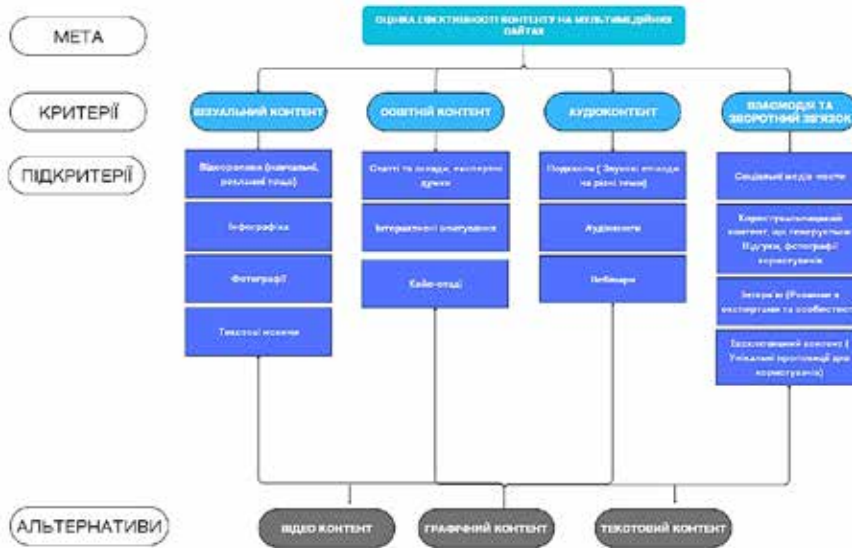 МЕТА
ОЦІНКА ЕФЕКТИВНОСТІ КОНТЕНТУ НА МУЛЬТИМЕДІЙНИХ
САЙТАХ
КРИТЕРІЇ
ВІЗУАЛЬНИЙ КОНТЕНТ
ОСВІТНІЙ КОНТЕНТ
АУДІОКОНТЕНТ
ВЗАЄМОДІЯ ТА
ЗВОРОТНИЙ ЗВ'ЯЗОК
ПІДКРИТЕРІЇ
Відеоролики (навчальні,
рекламні тощо)
Інфографіка
Фотографії
Текстові новини
Статті та огляди, експертні
думки
Інтерактивні опитування
Кейс-стаді
Подкасти ( Звукові епізоди
на різні теми)
Аудіокниги
Вебінари
Соціальні медіа-пости
Користувальницький
контент, що генерується
Відгуки, фотографії
користувачів
Інтерв'ю (Розмови з
експертами та особистостями
Ексклюзивний контент (
Унікальні пропозиції для
користувачів)
АЛЬТЕРНАТИВИ
ВІДЕО КОНТЕНТ
ГРАФІЧНИЙ КОНТЕНТ
ТЕКСТОВИЙ КОНТЕНТ